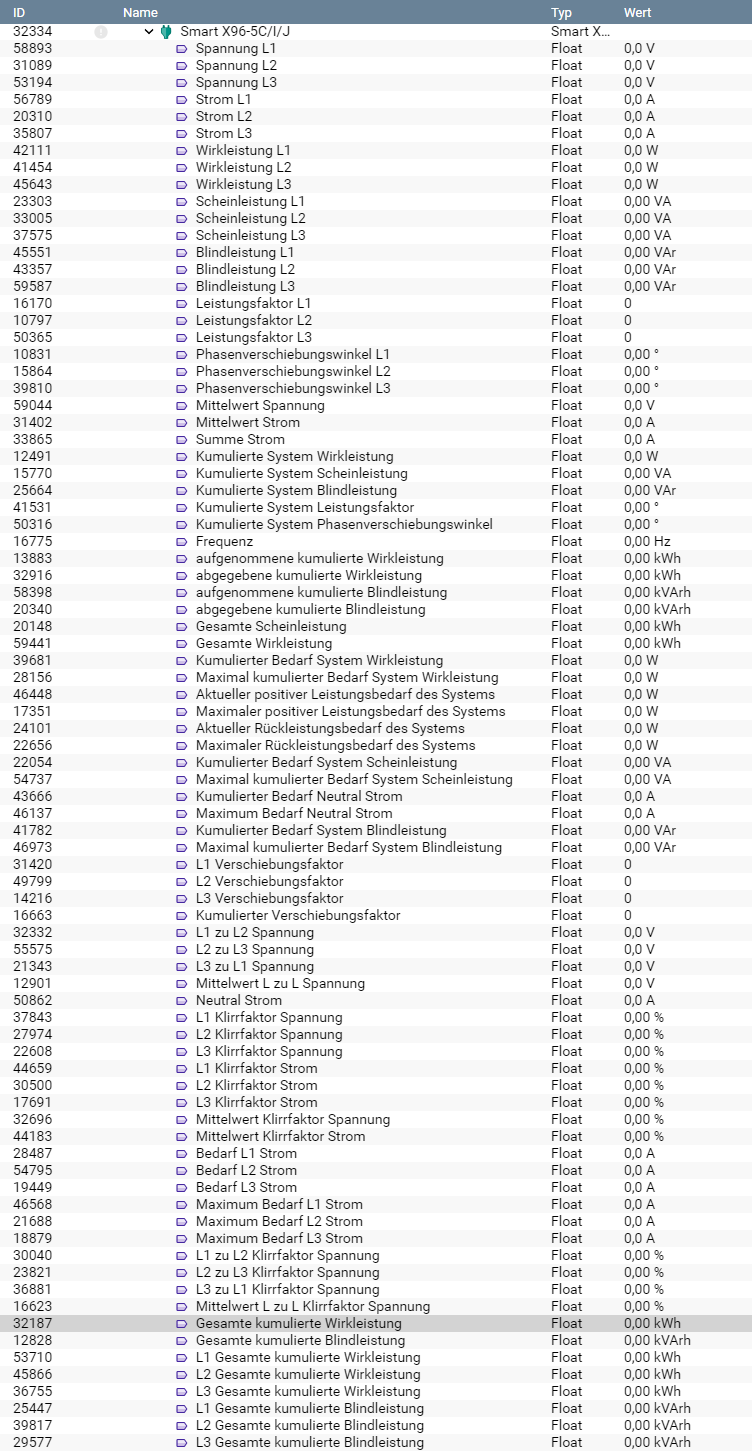 ID Name Typ Wert
32334 Smart X96-5C/I/J Smart X...
58893 Spannung L1 Float 0,0 V
31089 Spannung L2 Float 0,0 V
53194 Spannung L3 Float 0,0 V
56789 Strom L1 Float 0,0 A
20310 Strom L2 Float 0,0 A
35807 Strom L3 Float 0,0 A
42111 Wirkleistung L1 Float 0,0 W
41454 Wirkleistung L2 Float 0,0 W
45643 Wirkleistung L3 Float 0,0 W
23303 Scheinleistung L1 Float 0,00 VA
33005 Scheinleistung L2 Float 0,00 VA
37575 Scheinleistung L3 Float 0,00 VA
45551 Blindleistung L1 Float 0,00 VAr
43357 Blindleistung L2 Float 0,00 VAr
59587 Blindleistung L3 Float 0,00 VAr
16170 Leistungsfaktor L1 Float 0
10797 Leistungsfaktor L2 Float 0
50365 Leistungsfaktor L3 Float 0
10831 Phasenverschiebungswinkel L1 Float 0,00 °
15864 Phasenverschiebungswinkel L2 Float 0,00 °
39810 Phasenverschiebungswinkel L3 Float 0,00 °
59044 Mittelwert Spannung Float 0,0 V
31402 Mittelwert Strom Float 0,0 A
33865 Summe Strom Float 0,0 A
12491 Kumulierte System Wirkleistung Float 0,0 W
15770 Kumulierte System Scheinleistung Float 0,00 VA
25664 Kumulierte System Blindleistung Float 0,00 VAr
41531 Kumulierte System Leistungsfaktor Float 0,00 °
50316 Kumulierte System Phasenverschiebungswinkel Float 0,00 °
16775 Frequenz Float 0,00 Hz
13883 aufgenommene kumulierte Wirkleistung Float 0,00 kWh
32916 abgegebene kumulierte Wirkleistung Float 0,00 kWh
58398 aufgenommene kumulierte Blindleistung Float 0,00 kVArh
20340 abgegebene kumulierte Blindleistung Float 0,00 kVArh
20148 Gesamte Scheinleistung Float 0,00 kWh
59441 Gesamte Wirkleistung Float 0,00 kWh
39681 Kumulierter Bedarf System Wirkleistung Float 0,0 W
28156 Maximal kumulierter Bedarf System Wirkleistung Float 0,0 W
46448 Aktueller positiver Leistungsbedarf des Systems Float 0,0 W
17351 Maximaler positiver Leistungsbedarf des Systems Float 0,0 W
24101 Aktueller Rückleistungsbedarf des Systems Float 0,0 W
22656 Maximaler Rückleistungsbedarf des Systems Float 0,0 W
22054 Kumulierter Bedarf System Scheinleistung Float 0,00 VA
54737 Maximal kumulierter Bedarf System Scheinleistung Float 0,00 VA
43666 Kumulierter Bedarf Neutral Strom Float 0,0 A
46137 Maximum Bedarf Neutral Strom Float 0,0 A
41782 Kumulierter Bedarf System Blindleistung Float 0,00 VAr
46973 Maximal kumulierter Bedarf System Blindleistung Float 0,00 VAr
31420 L1 Verschiebungsfaktor Float 0
49799 L2 Verschiebungsfaktor Float 0
14216 L3 Verschiebungsfaktor Float 0
16663 Kumulierter Verschiebungsfaktor Float 0
32332 L1 zu L2 Spannung Float 0,0 V
55575 L2 zu L3 Spannung Float 0,0 V
21343 L3 zu L1 Spannung Float 0,0 V
12901 Mittelwert L zu L Spannung Float 0,0 V
50862 Neutral Strom Float 0,0 A
37843 L1 Klirrfaktor Spannung Float 0,00 %
27974 L2 Klirrfaktor Spannung Float 0,00 %
22608 L3 Klirrfaktor Spannung Float 0,00 %
44659 L1 Klirrfaktor Strom Float 0,00 %
30500 L2 Klirrfaktor Strom Float 0,00 %
17691 L3 Klirrfaktor Strom Float 0,00 %
32696 Mittelwert Klirrfaktor Spannung Float 0,00 %
44183 Mittelwert Klirrfaktor Strom Float 0,00 %
28487 Bedarf L1 Strom Float 0,0 A
54795 Bedarf L2 Strom Float 0,0 A
19449 Bedarf L3 Strom Float 0,0 A
46568 Maximum Bedarf L1 Strom Float 0,0 A
21688 Maximum Bedarf L2 Strom Float 0,0 A
18879 Maximum Bedarf L3 Strom Float 0,0 A
30040 L1 zu L2 Klirrfaktor Spannung Float 0,00 %
23821 L2 zu L3 Klirrfaktor Spannung Float 0,00 %
36881 L3 zu L1 Klirrfaktor Spannung Float 0,00 %
16623 Mittelwert L zu L Klirrfaktor Spannung Float 0,00 %
32187 Gesamte kumulierte Wirkleistung Float 0,00 kWh
12828 Gesamte kumulierte Blindleistung Float 0,00 kVArh
53710 L1 Gesamte kumulierte Wirkleistung Float 0,00 kWh
45866 L2 Gesamte kumulierte Wirkleistung Float 0,00 kWh
36755 L3 Gesamte kumulierte Wirkleistung Float 0,00 kWh
25447 L1 Gesamte kumulierte Blindleistung Float 0,00 kVArh
39817 L2 Gesamte kumulierte Blindleistung Float 0,00 kVArh
29577 L3 Gesamte kumulierte Blindleistung Float 0,00 kVArh